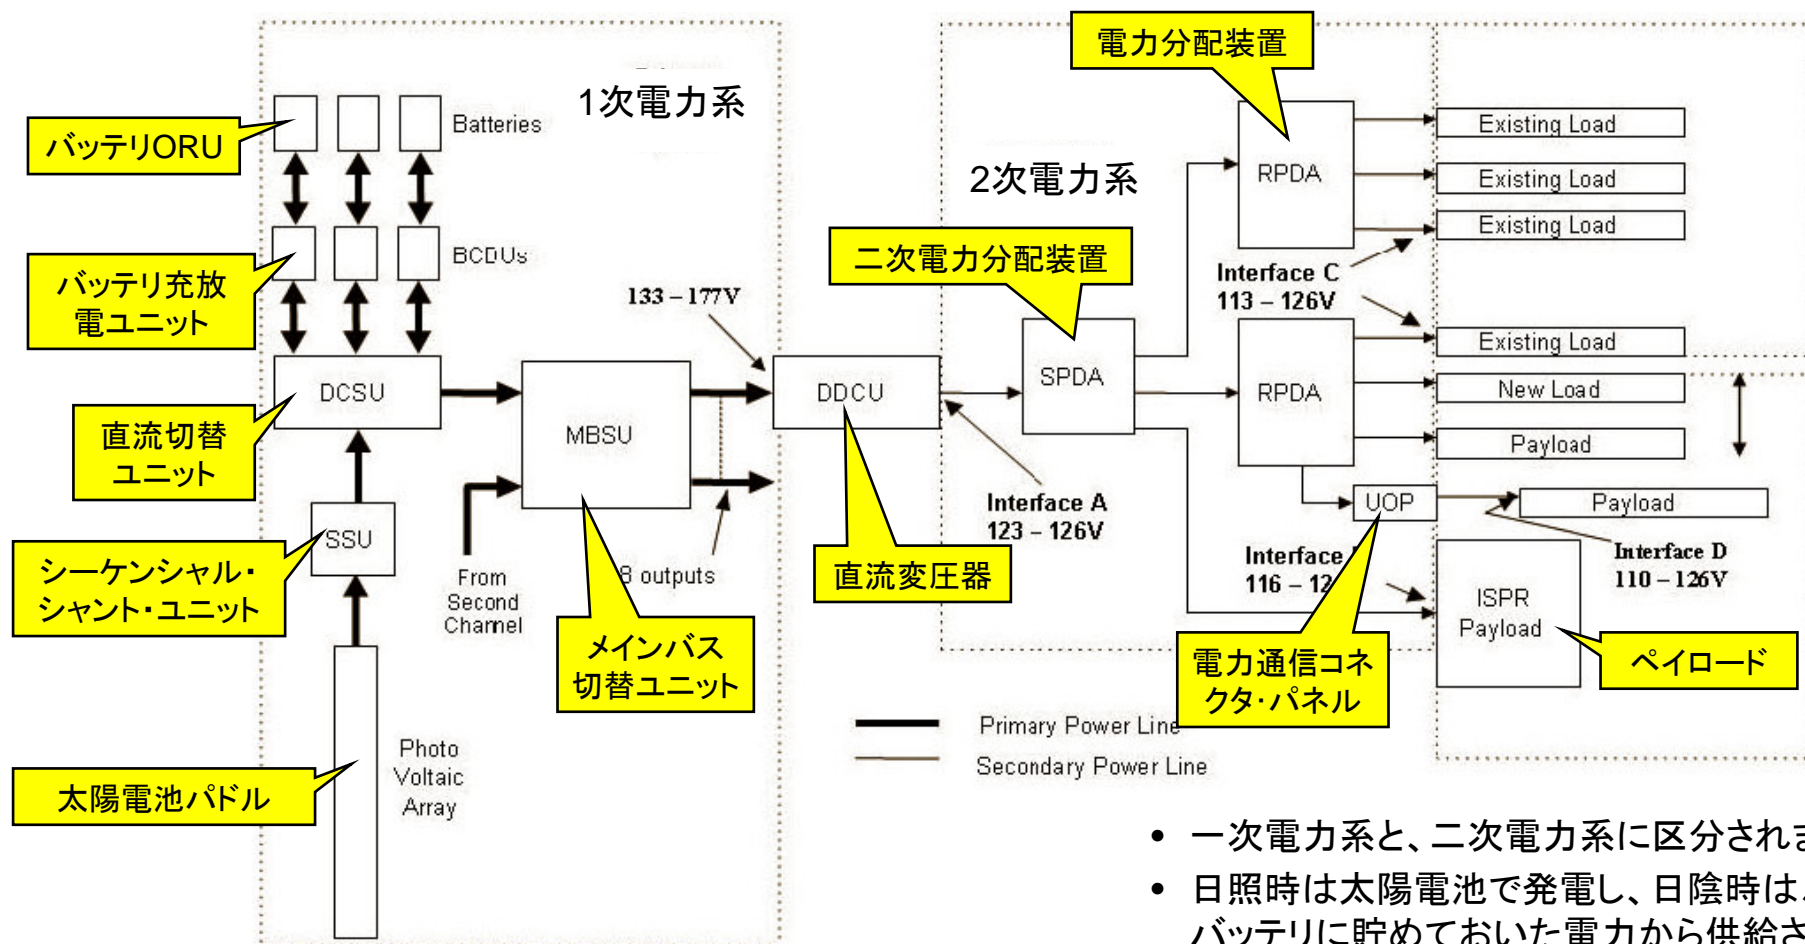 1次電力系
バッテリORU
Batteries
バッテリ充放
電ユニット
BCDUs
133 – 177V
直流切替
ユニット
DCSU
MBSU
DDCU
SSU
シーケンシャル・
シャント・ユニット
From
Second
Channel
8 outputs
メインバス
切替ユニット
太陽電池パドル
Photo
Voltaic
Array
直流変圧器
2次電力系
電力分配装置
二次電力分配装置
SPDA
RPDA
RPDA
Interface A
123 – 126V
Interface C
113 – 126V
Existing Load
Existing Load
Existing Load
Existing Load
New Load
Payload
UOP
Payload
Interface D
110 – 126V
Interface
116 –
ISPR
Payload
電力通信コネ
クタ・パネル
ペイロード
Primary Power Line
Secondary Power Line
• 一次電力系と、二次電力系に区分されま
• 日照時は太陽電池で発電し、日陰時は
バッテリに貯めておいた電力から供給さ